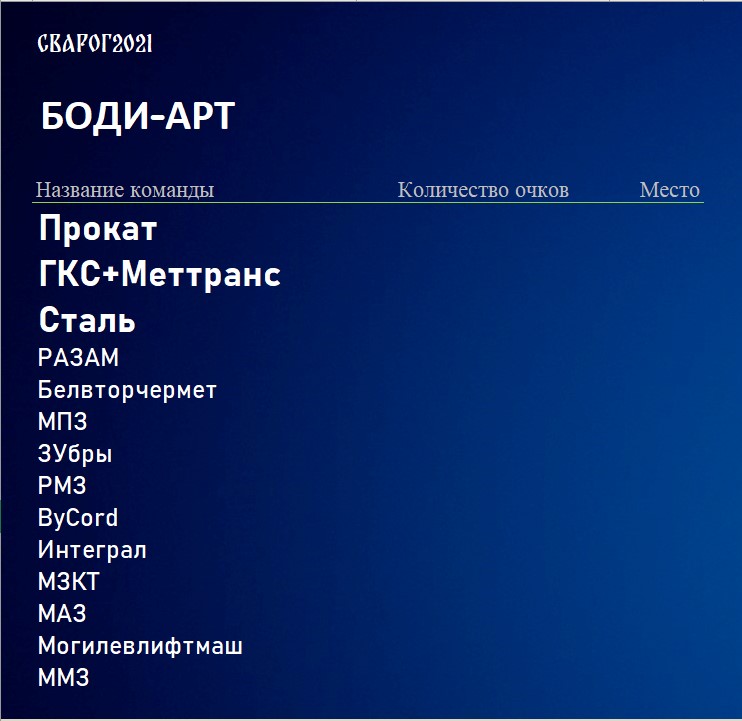 СВАРОГ2021
БОДИ-АРТ
Название команды Количество очков Место
Прокат
ГКС+Меттранс
Сталь
РАЗАМ
Белвторчермет
МПЗ
ЗУбры
РМЗ
ByCord
Интеграл
МЗКТ
МАЗ
Могилевлифтмаш
ММЗ